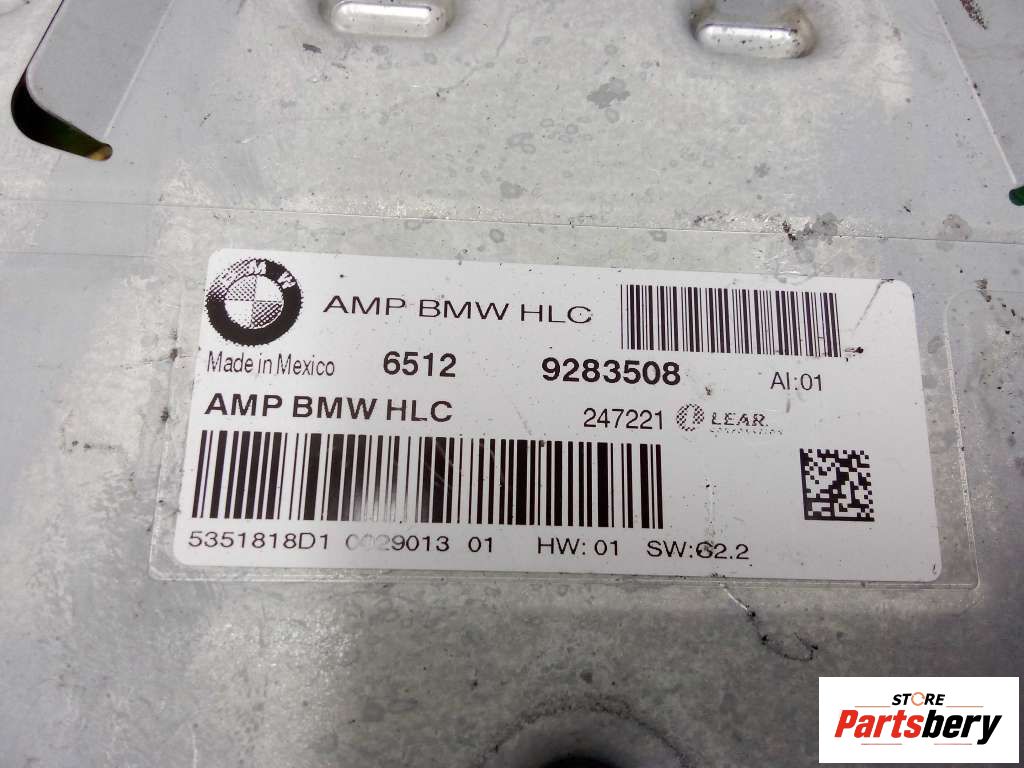 BMW
AMP BMW HLC
Made in Mexico 6512 9283508 AI:01
AMP BMW HLC 247221 LEAR.
CORPORATION
5351818D1 0029013 01 HW: 01 SW:62.2
STORE
Partsbery